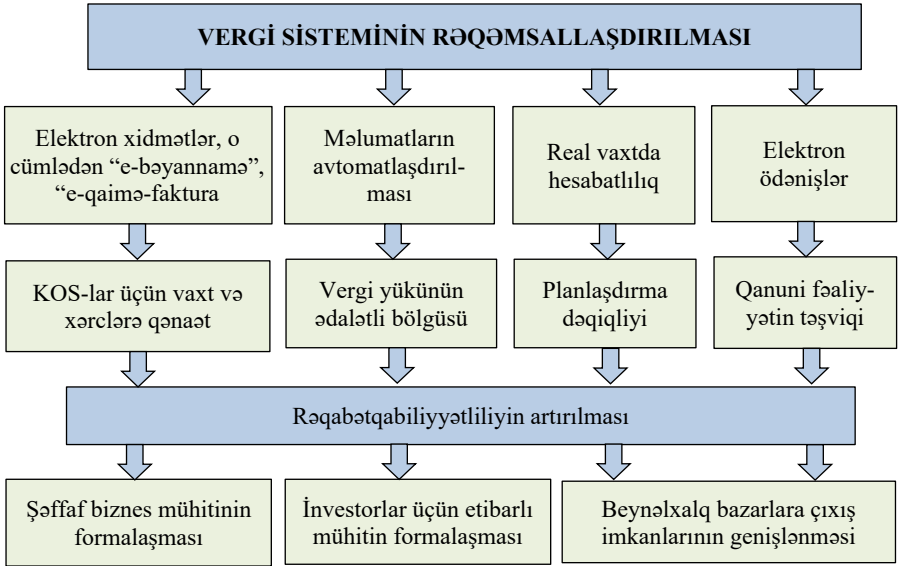 VERGİ SİSTEMİNİN RƏQƏMSALLAŞDIRILMASI
Elektron xidmətlər, o
cümlədən “e-bəyannamə”,
“e-qaimə-faktura
Məlumatların
avtomatlaşdırıl-
ması
Real vaxtda
hesabatlılıq
Elektron
ödənişlər
KOS-lar üçün vaxt və
xərclərə qənaət
Vergi yükünün
ədalətli bölgüsü
Planlaşdırma
dəqiqliyi
Qanuni fəaliy-
yətin təşviqi
Rəqabətqabiliyyətliliyin artırılması
Şəffaf biznes mühitinin
formalaşması
İnvestorlar üçün etibarlı
mühitin formalaşması
Beynəlxalq bazarlara çıxış
imkanlarının genişlənməsi